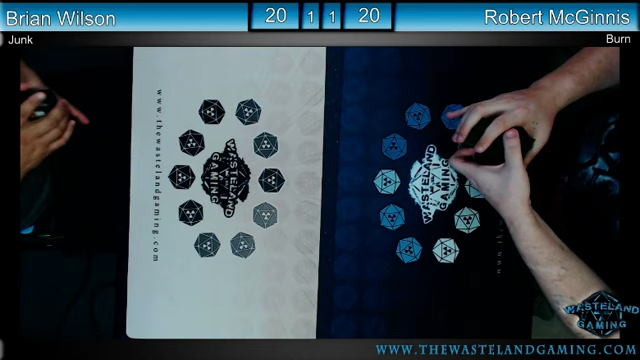 Brian Wilson
20
1
1
20
Robert McGinnis
Junk
Burn
www.thewastelandgaming.com
WASTELAND
GAMING
WASTELAND
GAMING
WASTELAND
GAMING
WWW.THEWASTELANDGAMING.COM